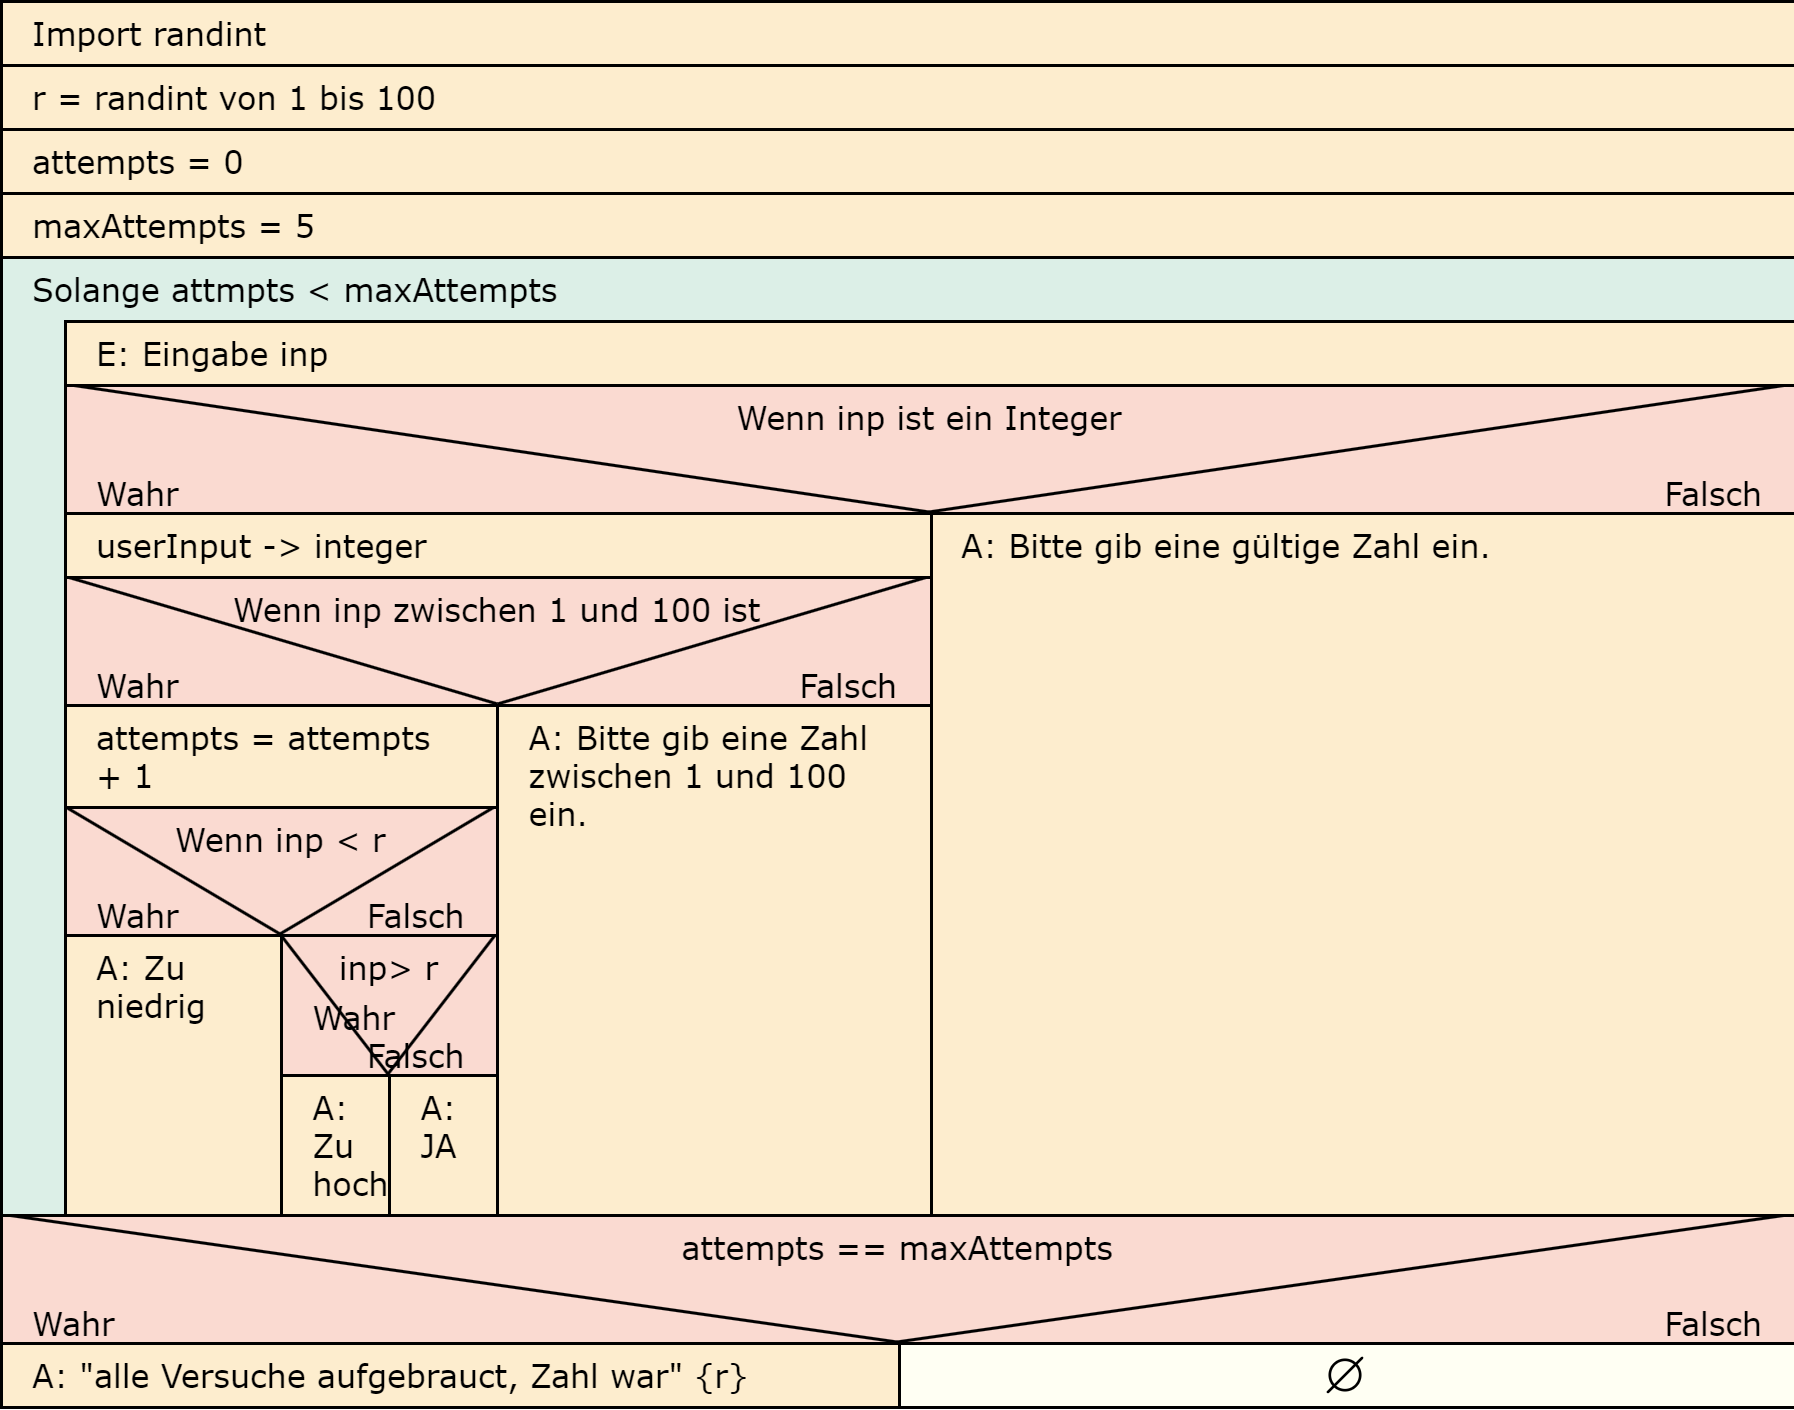 Import randint
r = randint von 1 bis 100
attempts = 0
maxAttempts = 5
Solange attmpts < maxAttempts
E: Eingabe inp
Wenn inp ist ein Integer
Wahr
Falsch
userInput -> integer
A: Bitte gib eine gültige Zahl ein.
Wenn inp zwischen 1 und 100 ist
Wahr
Falsch
attempts = attempts
+ 1
A: Bitte gib eine Zahl
zwischen 1 und 100
ein.
Wenn inp < r
Wahr
Falsch
A: Zu
niedrig
inp> r
Wahr
Falsch
A:
Zu
hoch
A:
JA
attempts == maxAttempts
Wahr
Falsch
A: "alle Versuche aufgebraucht, Zahl war" {r}
∅